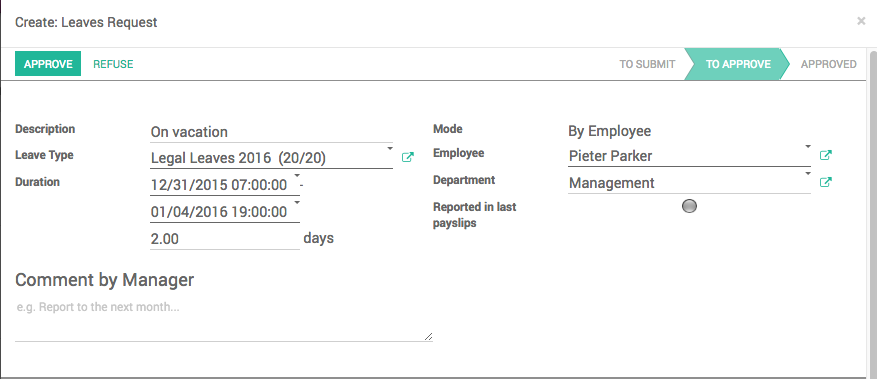 Create: Leaves Request ×
APPROVE REFUSE TO SUBMIT TO APPROVE APPROVED
Description On vacation
Leave Type Legal Leaves 2016 (20/20)
Duration 12/31/2015 07:00:00 -
01/04/2016 19:00:00
2.00 days
Mode By Employee
Employee Pieter Parker
Department Management
Reported in last
payslips
Comment by Manager
e.g. Report to the next month...